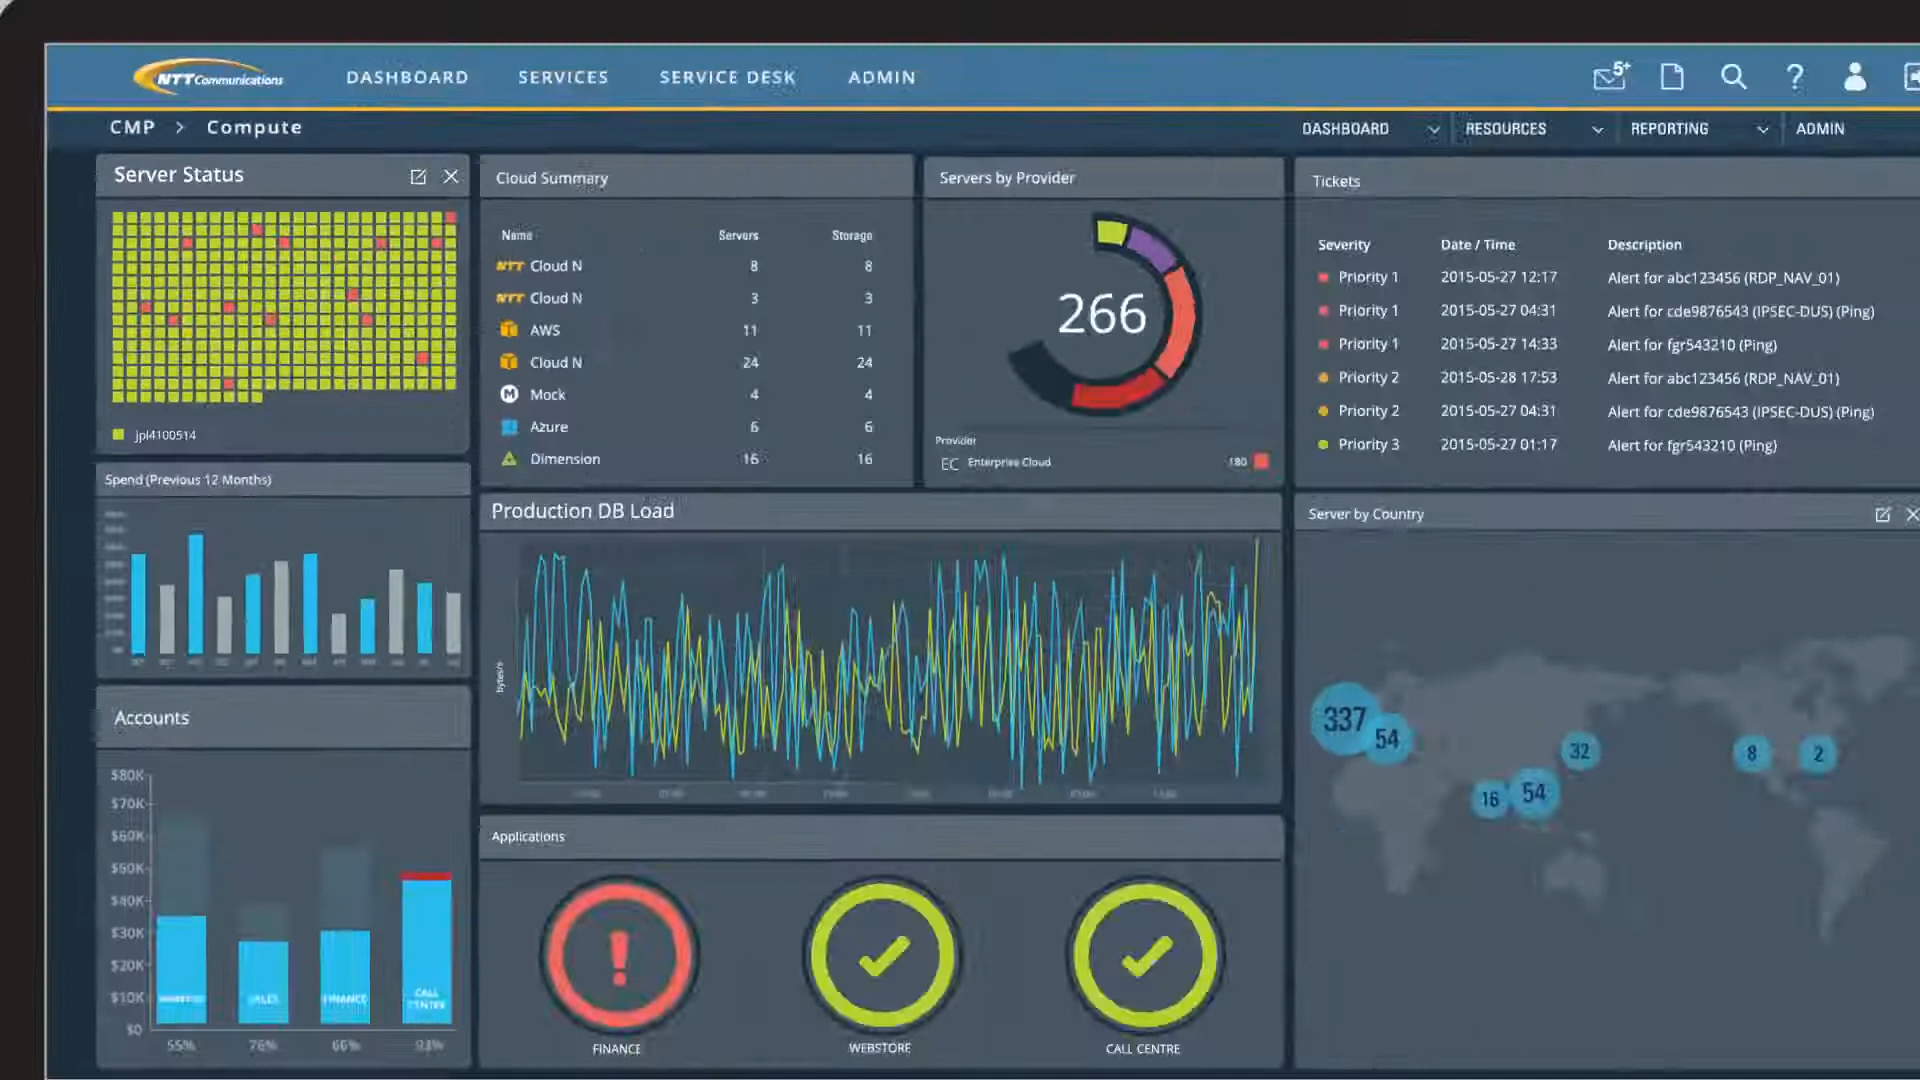 NTT Communications
DASHBOARD SERVICES SERVICE DESK ADMIN
5+
?
CMP > Compute
DASHBOARD RESOURCES REPORTING ADMIN
Server Status
jpl4100514
Cloud Summary
Name Servers Storage
NTT Cloud N 8 8
NTT Cloud N 3 3
AWS 11 11
Cloud N 24 24
M Mock 4 4
Azure 6 6
Dimension 16 16
Servers by Provider
266
Provider
EC Enterprise Cloud 180
Tickets
Severity Date / Time Description
Priority 1 2015-05-27 12:17 Alert for abc123456 (RDP_NAV_01)
Priority 1 2015-05-27 04:31 Alert for cde9876543 (IPSEC-DUS) (Ping)
Priority 1 2015-05-27 14:33 Alert for fgr543210 (Ping)
Priority 2 2015-05-28 17:53 Alert for abc123456 (RDP_NAV_01)
Priority 2 2015-05-27 04:31 Alert for cde9876543 (IPSEC-DUS) (Ping)
Priority 3 2015-05-27 01:17 Alert for fgr543210 (Ping)
Spend (Previous 12 Months)
Production DB Load
bytes/s
Server by Country
337
54
32
16
54
8
2
Accounts
$80K
$70K
$60K
$50K
$40K
$30K
$20K
$10K
$0
SALES
FINANCE
CALL
CENTER
55% 76% 66% 93%
Applications
!
FINANCE
WEBSTORE
CALL CENTRE